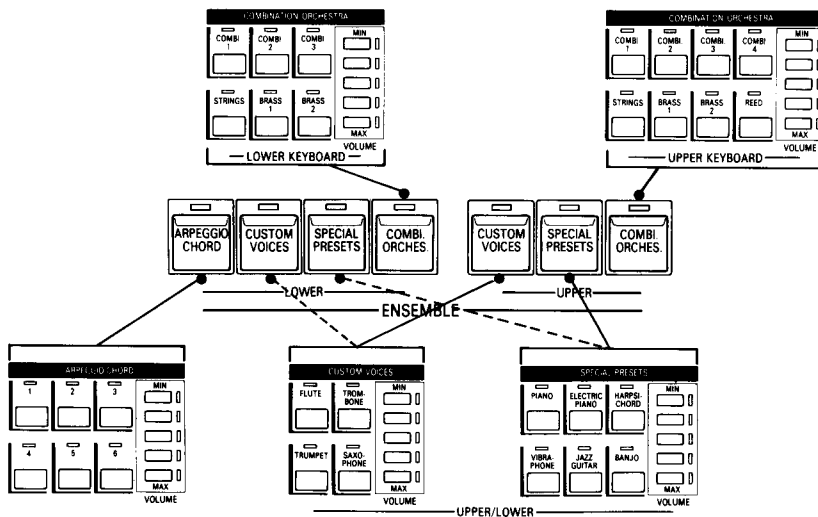 COMBINATION ORCHESTRA
COMBI 1
COMBI 2
COMBI 3
MIN
STRINGS
BRASS 1
BRASS 2
MAX
VOLUME
LOWER KEYBOARD
COMBINATION ORCHESTRA
COMBI 1
COMBI. 2
COMBI. 3
COMBI. 4
MIN
STRINGS
BRASS 1
BRASS 2
REED
MAX
VOLUME
UPPER KEYBOARD
ARPEGGIO CHORD
CUSTOM VOICES
SPECIAL PRESETS
COMBI. ORCHES.
CUSTOM VOICES
SPECIAL PRESETS
COMBI. ORCHES.
LOWER
UPPER
ENSEMBLE
ARPEGGIO CHORD
1
2
3
MIN
4
5
6
MAX
VOLUME
CUSTOM VOICES
FLUTE
TROM-
BONE
MIN
TRUMPET
SAXO-
PHONE
MAX
VOLUME
SPECIAL PRESETS
PIANO
ELECTRIC
PIANO
HARPSI-
CHORD
MIN
VIBRA-
PHONE
JAZZ
GUITAR
BANJO
MAX
VOLUME
UPPER/LOWER